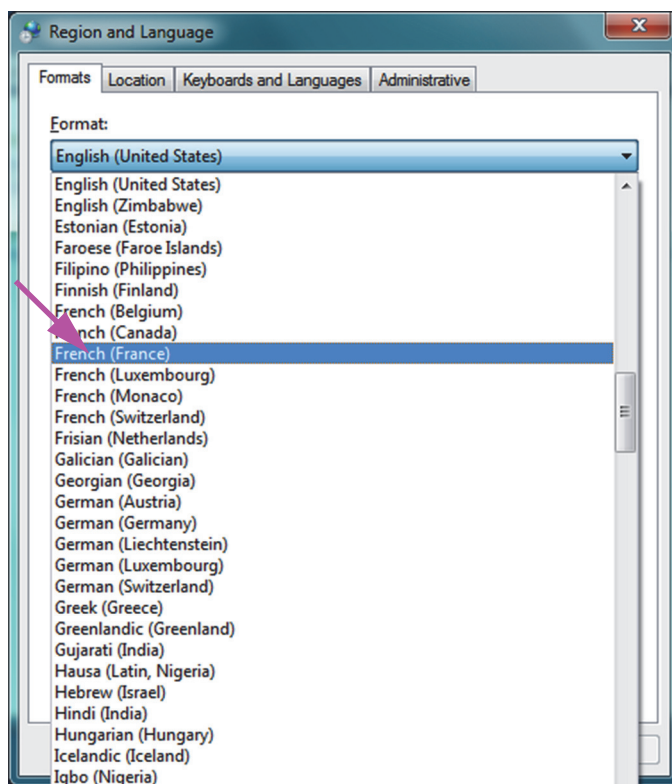 Region and Language
Formats Location Keyboards and Languages Administrative
Format:
English (United States)
English (United States)
English (Zimbabwe)
Estonian (Estonia)
Faroese (Faroe Islands)
Filipino (Philippines)
Finnish (Finland)
French (Belgium)
French (Canada)
French (France)
French (Luxembourg)
French (Monaco)
French (Switzerland)
Frisian (Netherlands)
Galician (Galician)
Georgian (Georgia)
German (Austria)
German (Germany)
German (Liechtenstein)
German (Luxembourg)
German (Switzerland)
Greek (Greece)
Greenlandic (Greenland)
Gujarati (India)
Hausa (Latin, Nigeria)
Hebrew (Israel)
Hindi (India)
Hungarian (Hungary)
Icelandic (Iceland)
Igbo (Nigeria)